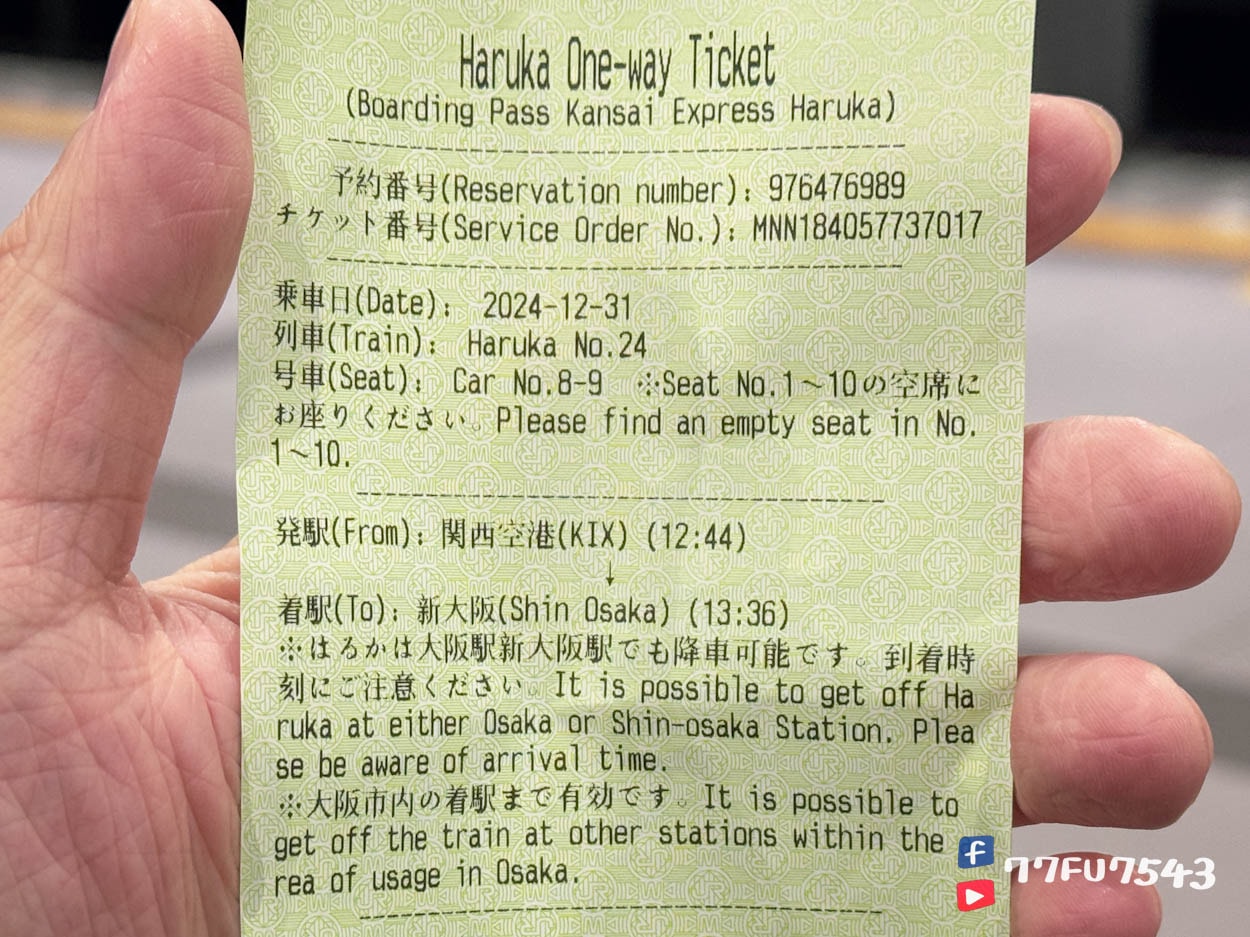 Haruka One-way Ticket
(Boarding Pass Kansai Express Haruka)
予約番号(Reservation number): 976476989
チケット番号(Service Order No.): MNN184057737017
乗車日(Date): 2024-12-31
列車(Train): Haruka No.24
号車(Seat): Car No.8-9 ※Seat No.1～10の空席に
お座りください。Please find an empty seat in No.
1～10.
発駅(From): 関西空港(KIX) (12:44)
↓
着駅(To): 新大阪(Shin Osaka) (13:36)
※はるかは大阪駅新大阪駅でも降車可能です。到着時
刻にご注意ください。It is possible to get off Ha
ruka at either Osaka or Shin-osaka Station. Plea
se be aware of arrival time.
※大阪市内の着駅まで有効です。It is possible to
get off the train at other stations within the
rea of usage in Osaka.
77FU7543